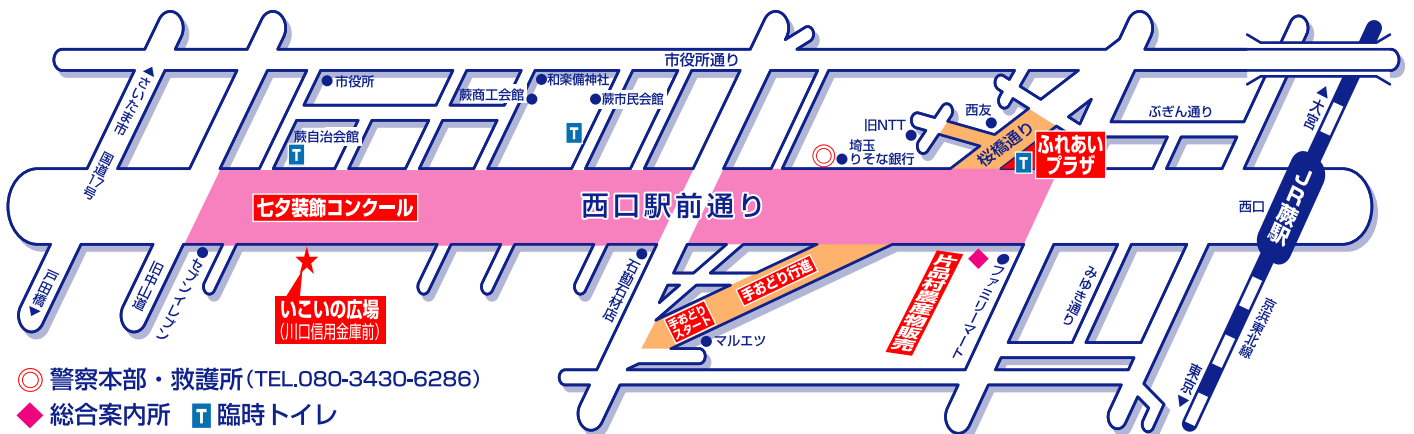 市役所通り
さいたま市
国道17号
市役所
和楽備神社
蕨商工会館
蕨市民会館
蕨自治会館
T
T
旧NTT
西友
埼玉
りそな銀行
桜橋通り
T
ふれあい
プラザ
ぶぎん通り
大宮
七夕装飾コンクール
西口駅前通り
西口
JR蕨駅
戸田橋
旧中山道
セブンイレブン
いこいの広場
(川口信用金庫前)
石勘石材店
手おどり
スタート
手おどり行進
マルエツ
片品村農産物販売
ファミリーマート
みゆき通り
京浜東北線
東京
警察本部・救護所(TEL.080-3430-6286)
総合案内所 T 臨時トイレ